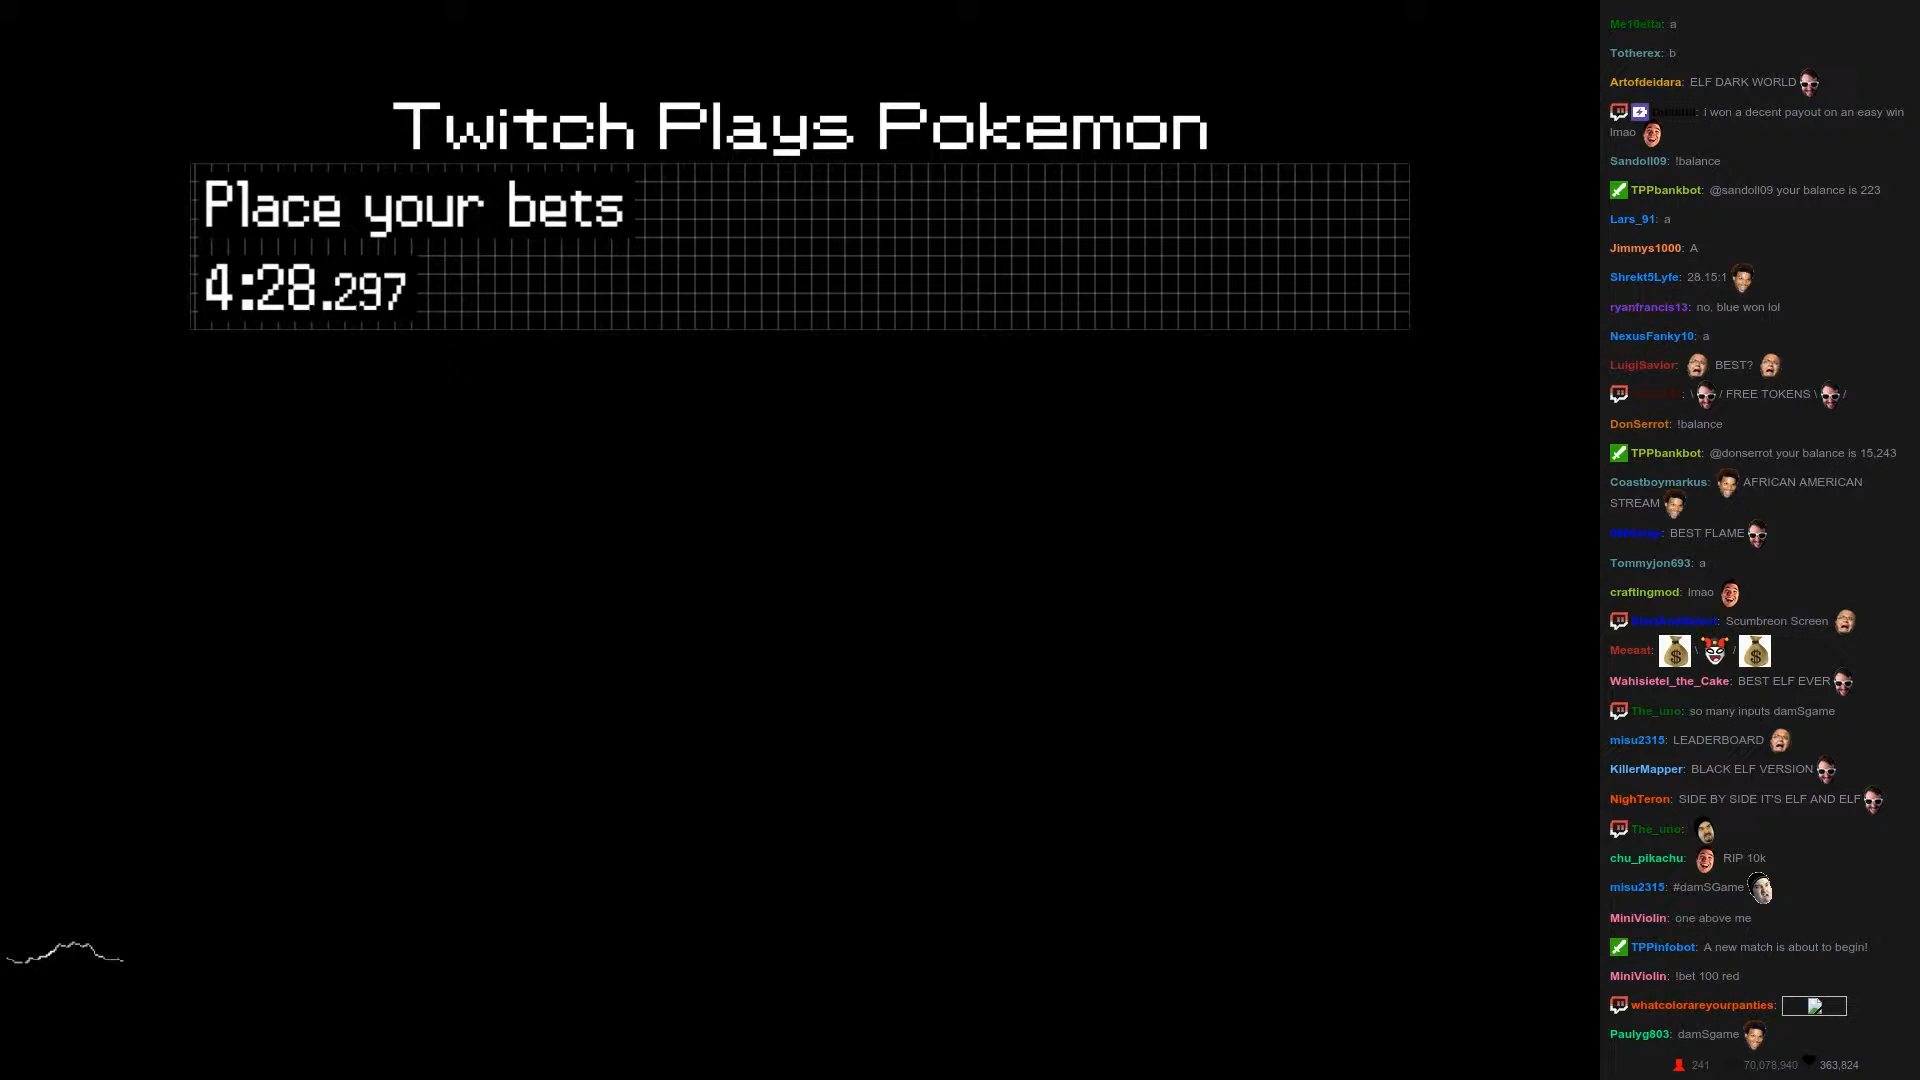 Twitch Plays Pokemon
Place your bets
4:28.297
Me10etta: a
Totherex: b
Artofdeidara: ELF DARK WORLD
: i won a decent payout on an easy win
lmao
Sandoll09: !balance
TPPbankbot: @sandoll09 your balance is 223
Lars_91: a
Jimmys1000: A
Shrekt5Lyfe: 28.15:1
ryanfrancis13: no, blue won lol
NexusFanky10: a
LuigiSavior: BEST?
: \ / FREE TOKENS \ /
DonSerrot: !balance
TPPbankbot: @donserrot your balance is 15,243
Coastboymarkus: AFRICAN AMERICAN
STREAM
: BEST FLAME
Tommyjon693: a
craftingmod: lmao
: Scumbreon Screen
Meeaat: \ /
Wahisietel_the_Cake: BEST ELF EVER
The_uno: so many inputs damSgame
misu2315: LEADERBOARD
KillerMapper: BLACK ELF VERSION
NighTeron: SIDE BY SIDE IT'S ELF AND ELF
The_uno:
chu_pikachu: RIP 10k
misu2315: #damSGame
MiniViolin: one above me
TPPinfobot: A new match is about to begin!
MiniViolin: !bet 100 red
whatcolorareyourpanties:
Paulyg803: damSgame
241 70,078,940 363,824